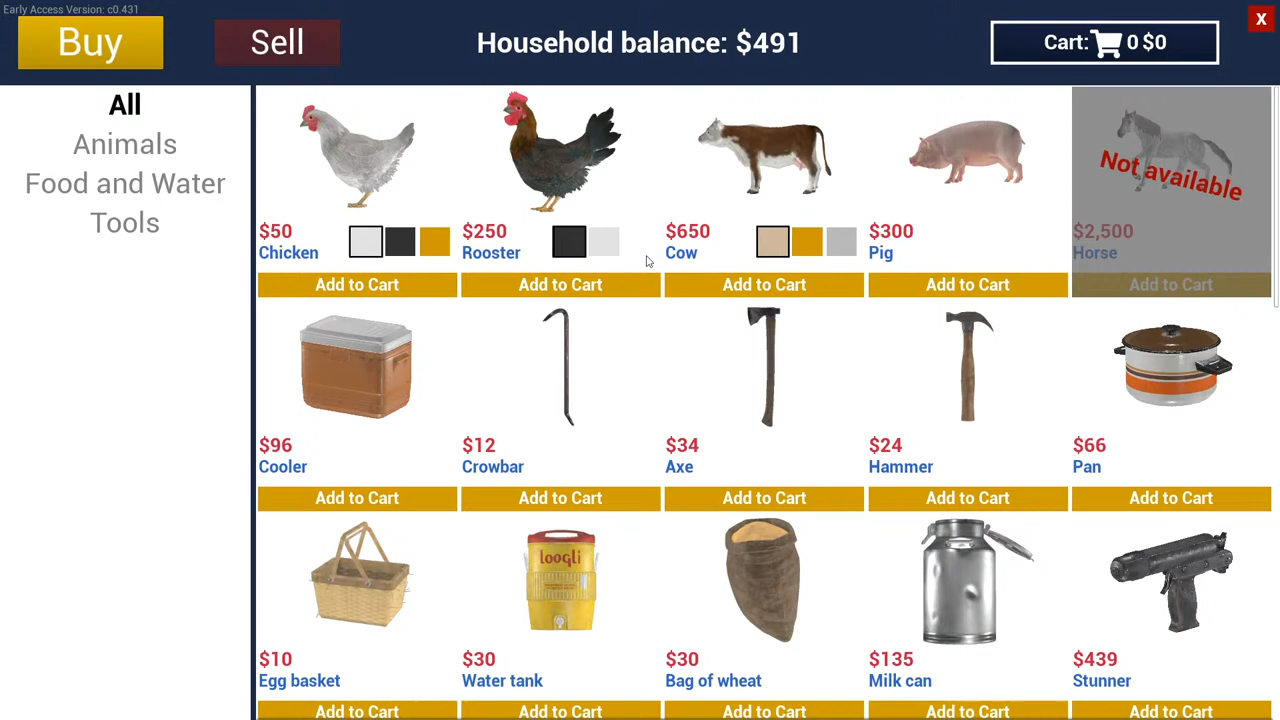 Early Access Version: c0.431
Buy
Sell
Household balance: $491
Cart: 0 $0
X
All
Animals
Food and Water
Tools
$50
Chicken
Add to Cart
$250
Rooster
Add to Cart
$650
Cow
Add to Cart
$300
Pig
Add to Cart
Not available
$2,500
Horse
Add to Cart
$96
Cooler
Add to Cart
$12
Crowbar
Add to Cart
$34
Axe
Add to Cart
$24
Hammer
Add to Cart
$66
Pan
Add to Cart
$10
Egg basket
Add to Cart
loogli
$30
Water tank
Add to Cart
$30
Bag of wheat
Add to Cart
$135
Milk can
Add to Cart
$439
Stunner
Add to Cart